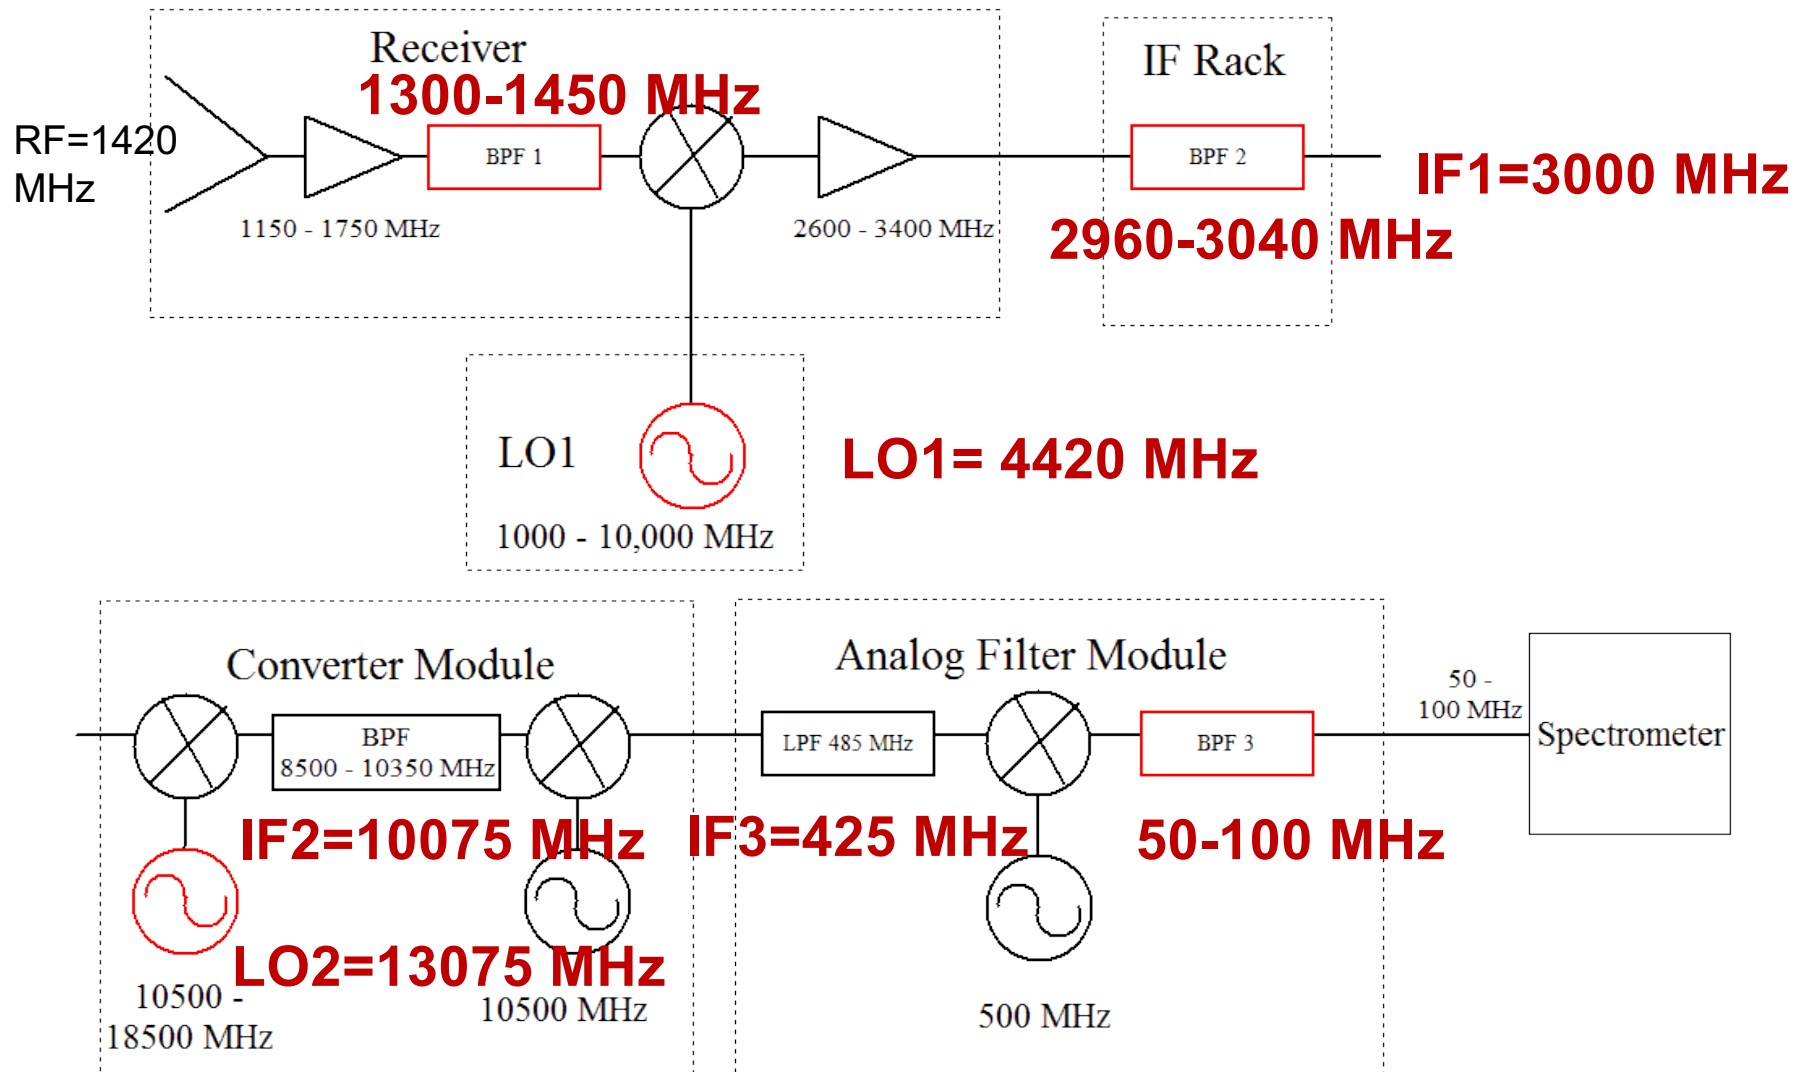 Receiver
IF Rack
1300-1450 MHz
RF=1420
MHz
BPF 1
BPF 2
IF1=3000 MHz
1150 - 1750 MHz
2600 - 3400 MHz
2960-3040 MHz
LO1
LO1= 4420 MHz
1000 - 10,000 MHz
Converter Module
Analog Filter Module
BPF
8500 - 10350 MHz
LPF 485 MHz
BPF 3
50 -
100 MHz
Spectrometer
IF2=10075 MHz
IF3=425 MHz
50-100 MHz
LO2=13075 MHz
10500 -
18500 MHz
10500 MHz
500 MHz